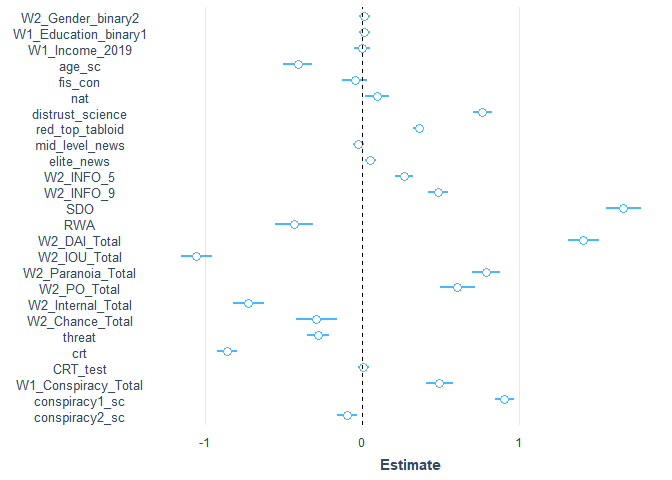 W2_Gender_binary2
W1_Education_binary1
W1_Income_2019
age_sc
fis_con
nat
distrust_science
red_top_tabloid
mid_level_news
elite_news
W2_INFO_5
W2_INFO_9
SDO
RWA
W2_DAI_Total
W2_IOU_Total
W2_Paranoia_Total
W2_PO_Total
W2_Internal_Total
W2_Chance_Total
threat
crt
CRT_test
W1_Conspiracy_Total
conspiracy1_sc
conspiracy2_sc
-1 0 1
Estimate